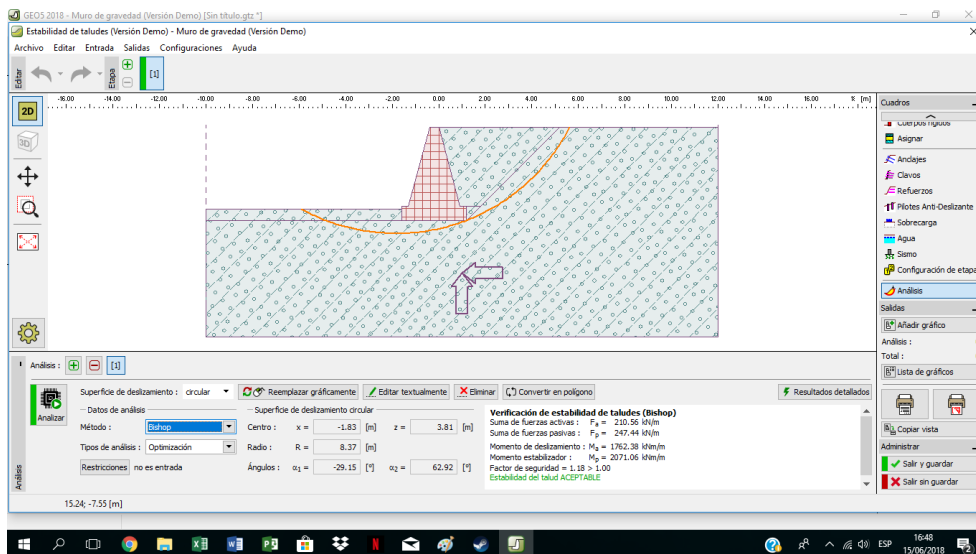 GEO5 2018 - Muro de gravedad (Versión Demo) [Sin título.gtz *]
Estabilidad de taludes (Versión Demo) - Muro de gravedad (Versión Demo)
Archivo Editar Entrada Salidas Configuraciones Ayuda
Editar
Etapa
[1]
-16.00 -14.00 -12.00 -10.00 -8.00 -6.00 -4.00 -2.00 0.00 2.00 4.00 6.00 8.00 10.00 12.00 14.00 16.00 [m]
2D
3D
Cuadros
Cuerpos rígidos
Asignar
Anclajes
Clavos
Refuerzos
Pilotes Anti-Deslizante
Sobrecarga
Agua
Sismo
Configuración de etapa
Análisis
Salidas
Añadir gráfico
Análisis :
Total :
Lista de gráficos
Copiar vista
Administrar
Salir y guardar
Salir sin guardar
Análisis : [1]
Analizar
Superficie de deslizamiento : circular
Reemplazar gráficamente
Editar textualmente
Eliminar
Convertir en polígono
Resultados detallados
Datos de análisis
Método : Bishop
Tipos de análisis : Optimización
Restricciones no es entrada
Superficie de deslizamiento circular
Centro : x = -1.83 [m] z = 3.81 [m]
Radio : R = 8.37 [m]
Ángulos : α1 = -29.15 [°] α2 = 62.92 [°]
Verificación de estabilidad de taludes (Bishop)
Suma de fuerzas activas : Fa = 210.56 kN/m
Suma de fuerzas pasivas : Fp = 247.44 kN/m
Momento de deslizamiento : Ma = 1762.38 kNm/m
Momento estabilizador : Mp = 2071.06 kNm/m
Factor de seguridad = 1.18 > 1.00
Estabilidad del talud ACEPTABLE
Análisis
15.24; -7.55 [m]
ESP
16:48
15/06/2018